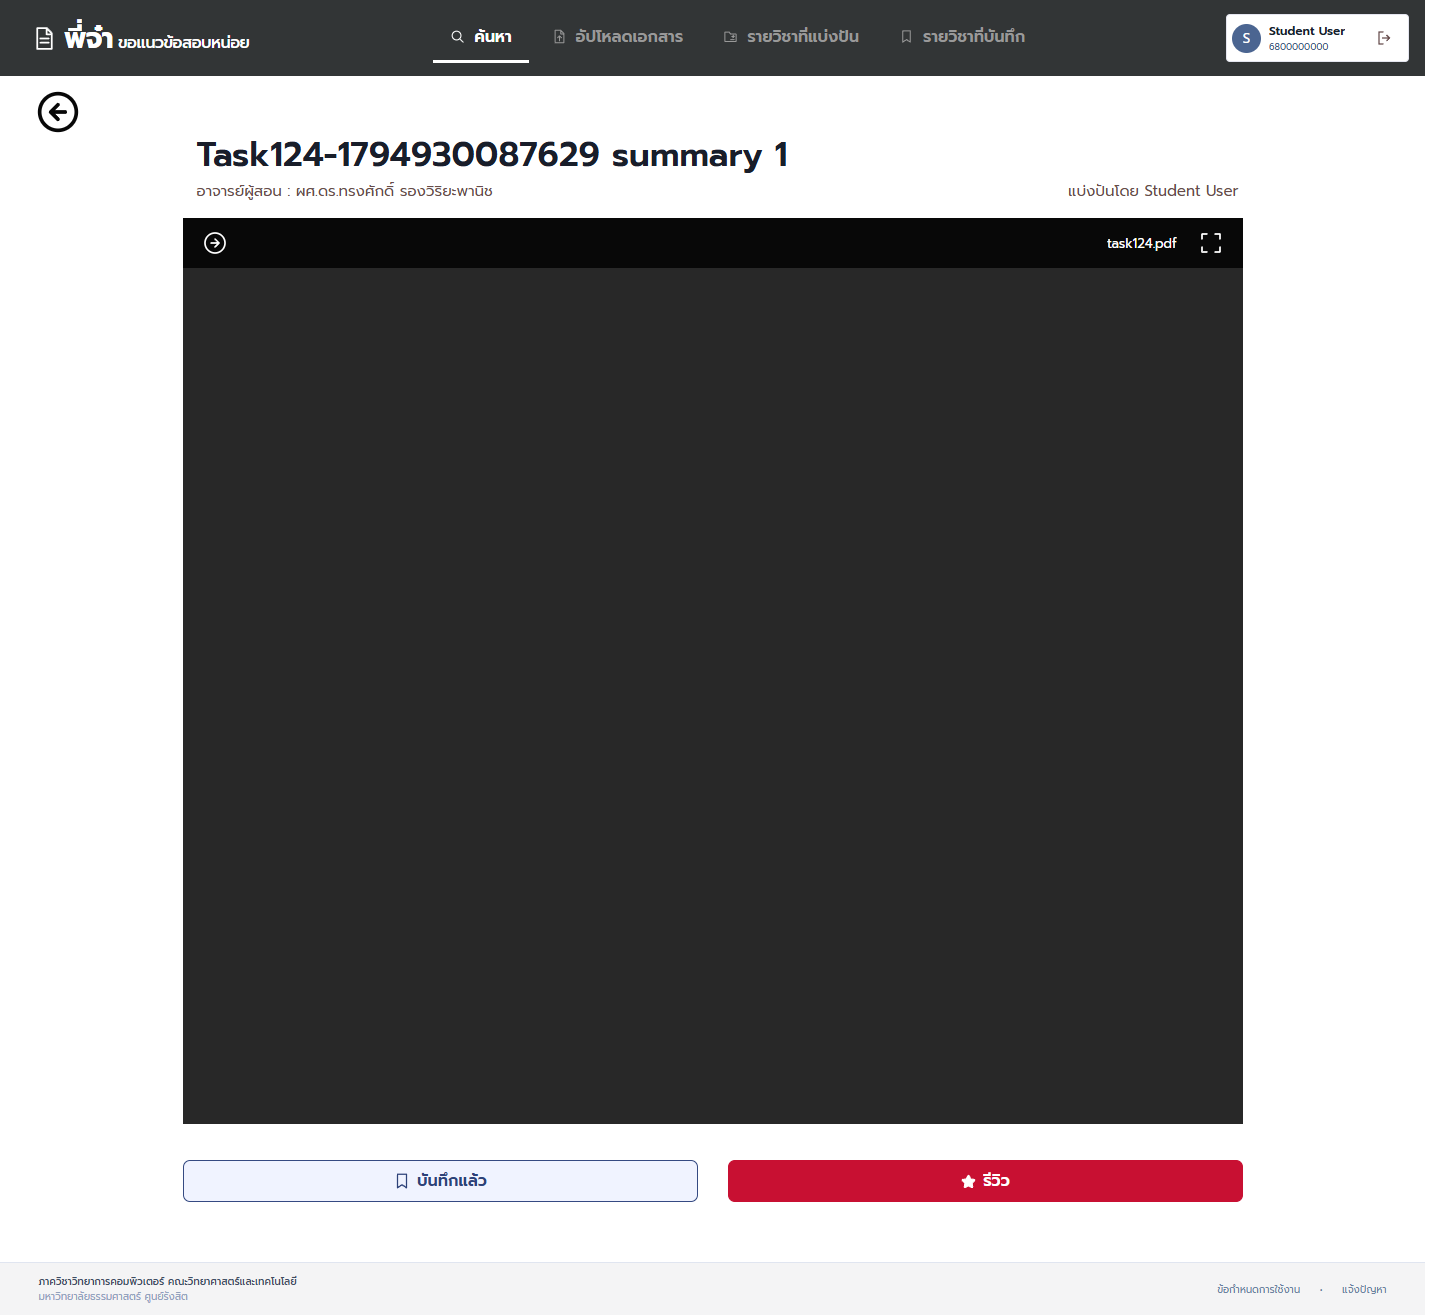 พี่จำ ขอแนวข้อสอบหน่อย
ค้นหา
อัปโหลดเอกสาร
รายวิชาที่แบ่งปัน
รายวิชาที่บันทึก
S
Student User
6800000000
Task124-1794930087629 summary 1
อาจารย์ผู้สอน : ผศ.ดร.ทรงศักดิ์ รองวิริยะพานิช
แบ่งปันโดย Student User
task124.pdf
บันทึกแล้ว
รีวิว
ภาควิชาวิทยาการคอมพิวเตอร์ คณะวิทยาศาสตร์และเทคโนโลยี
มหาวิทยาลัยธรรมศาสตร์ ศูนย์รังสิต
ข้อกำหนดการใช้งาน • แจ้งปัญหา